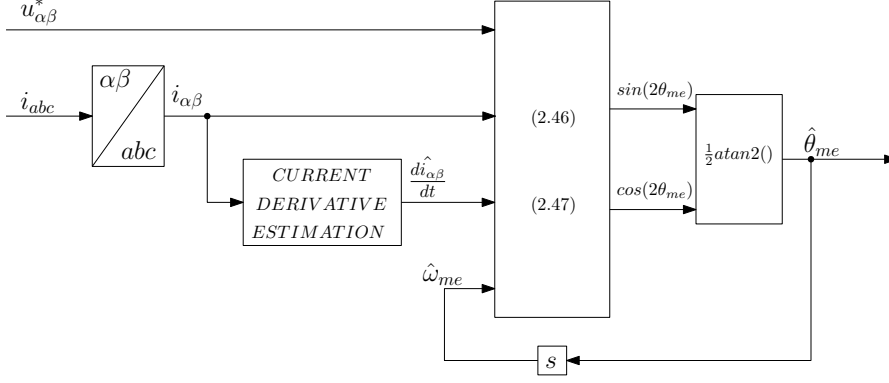 u*αβ
iabc
αβ
abc
iαβ
CURRENT
DERIVATIVE
ESTIMATION
dîαβ
dt
ω̂me
(2.46)
(2.47)
sin(2θme)
cos(2θme)
½atan2()
θ̂me
s